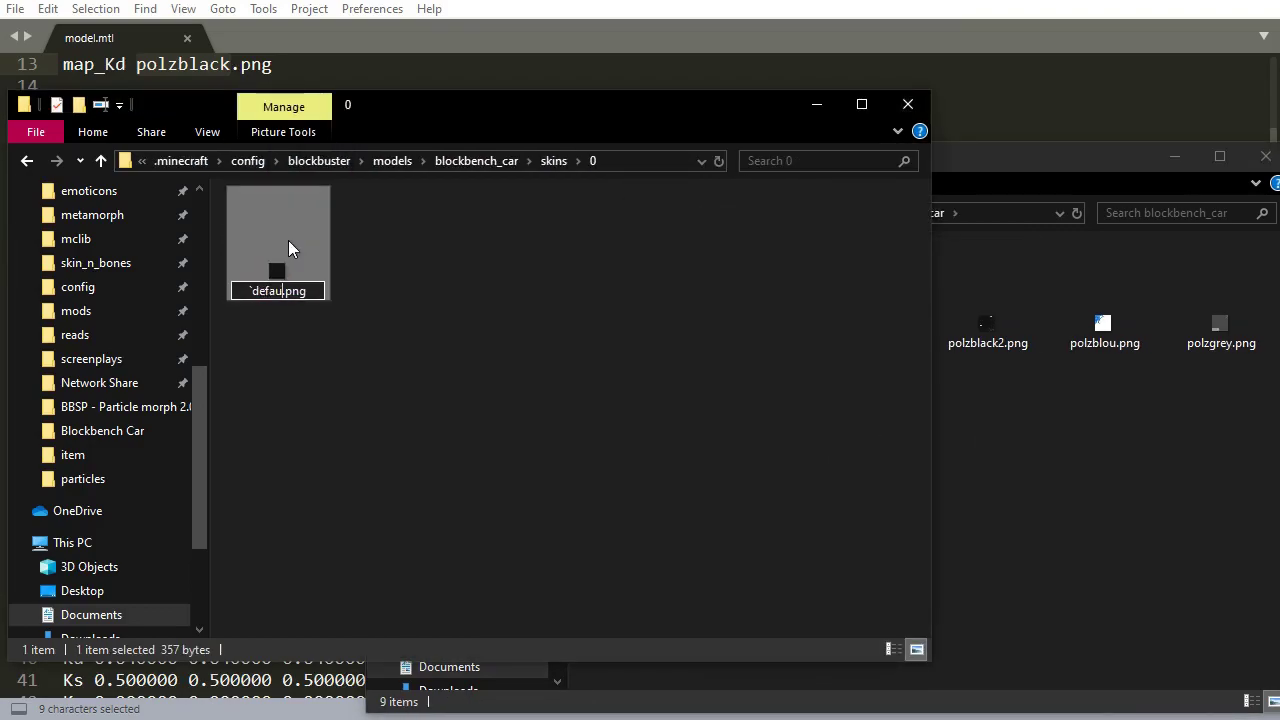 File Edit Selection Find View Goto Tools Project Preferences Help
model.mtl
13 map_Kd polzblack.png
14
Manage 0
File Home Share View Picture Tools
« .minecraft > config > blockbuster > models > blockbench_car > skins > 0
Search 0
emoticons
metamorph
mclib
skin_n_bones
config
mods
reads
screenplays
Network Share
BBSP - Particle morph 2.0
Blockbench Car
item
particles
OneDrive
This PC
3D Objects
Desktop
Documents
Downloads
`defau.png
1 item 1 item selected 357 bytes
car >
Search blockbench_car
polzblack2.png
polzblou.png
polzgrey.png
Documents
Downloads
9 items
41 Ks 0.500000 0.500000 0.500000
9 characters selected